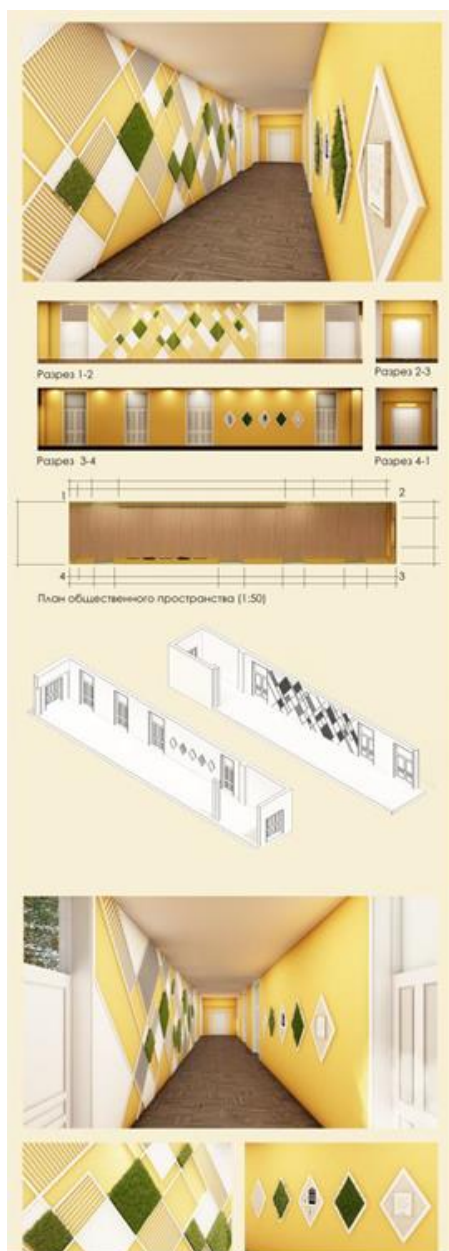 Разрез 1-2
Разрез 2-3
Разрез 3-4
Разрез 4-1
1
2
4
3
План общественного пространства (1:50)